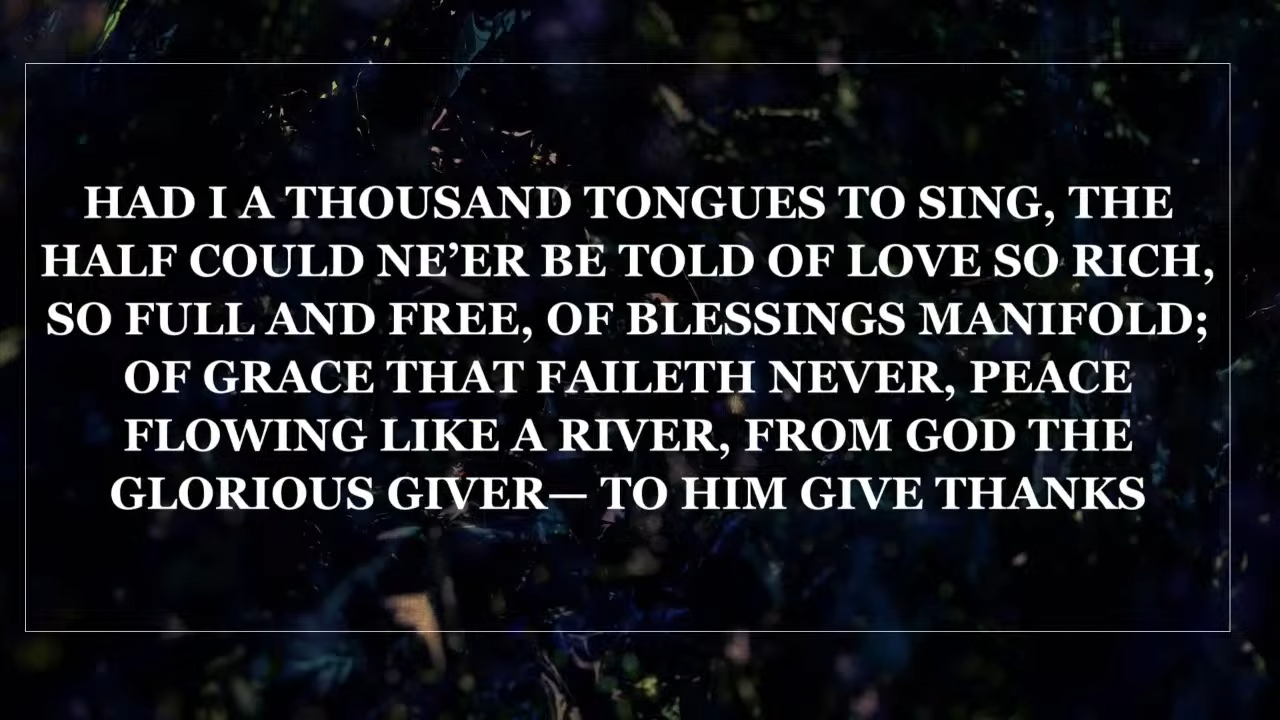 HAD I A THOUSAND TONGUES TO SING, THE
HALF COULD NE’ER BE TOLD OF LOVE SO RICH,
SO FULL AND FREE, OF BLESSINGS MANIFOLD;
OF GRACE THAT FAILETH NEVER, PEACE
FLOWING LIKE A RIVER, FROM GOD THE
GLORIOUS GIVER— TO HIM GIVE THANKS